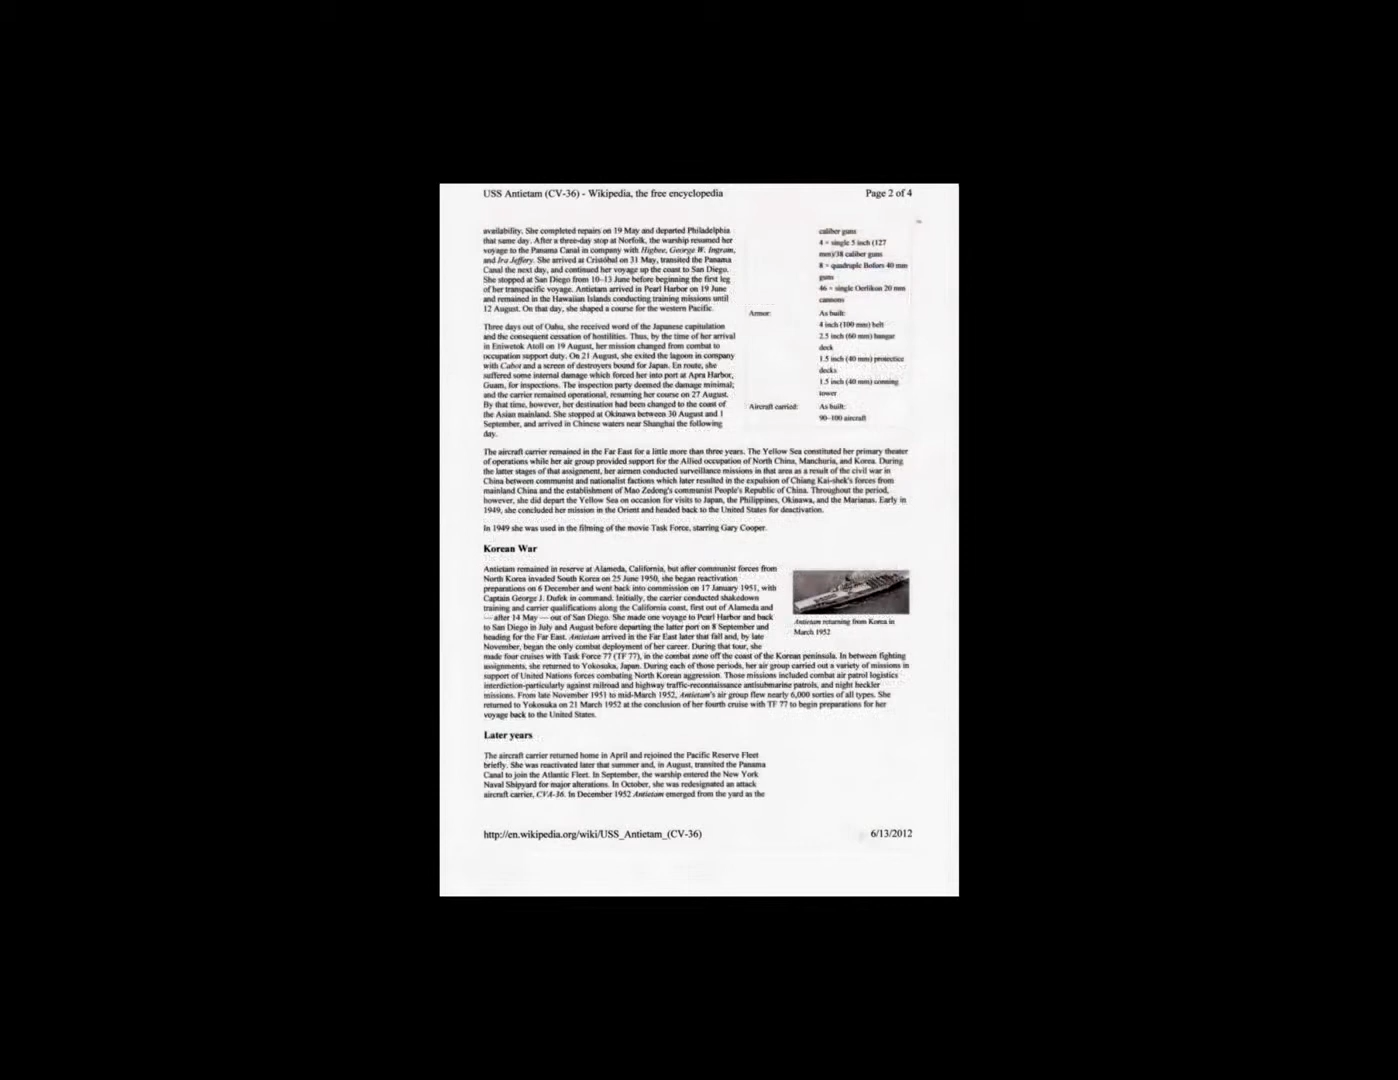 USS Antietam (CV-36) - Wikipedia, the free encyclopedia
Page 2 of 4
availability. She completed repairs on 19 May and departed Philadelphia
that same day. After a three-day stop at Norfolk, the warship resumed her
voyage to the Panama Canal in company with Higbee, George W. Ingram,
and Ira Jeffery. She arrived at Cristóbal on 31 May, transited the Panama
Canal the next day, and continued her voyage up the coast to San Diego.
She stopped at San Diego from 10–13 June before beginning the first leg
of her transpacific voyage. Antietam arrived in Pearl Harbor on 19 June
and remained in the Hawaiian Islands conducting training missions until
12 August. On that day, she shaped a course for the western Pacific.
Three days out of Oahu, she received word of the Japanese capitulation
and the consequent cessation of hostilities. Thus, by the time of her arrival
in Eniwetok Atoll on 19 August, her mission changed from combat to
occupation support duty. On 21 August, she exited the lagoon in company
with Cabot and a screen of destroyers bound for Japan. En route, she
suffered some internal damage which forced her into port at Apra Harbor,
Guam, for inspections. The inspection party deemed the damage minimal;
and the carrier remained operational, resuming her course on 27 August.
By that time, however, her destination had been changed to the coast of
the Asian mainland. She stopped at Okinawa between 30 August and 1
September, and arrived in Chinese waters near Shanghai the following
day.
caliber guns
4 × single 5 inch (127
mm)/38 caliber guns
8 × quadruple Bofors 40 mm
guns
46 × single Oerlikon 20 mm
cannons
Armor: As built:
4 inch (100 mm) belt
2.5 inch (60 mm) hangar
deck
1.5 inch (40 mm) protectice
decks
1.5 inch (40 mm) conning
tower
Aircraft carried: As built:
90–100 aircraft
The aircraft carrier remained in the Far East for a little more than three years. The Yellow Sea constituted her primary theater
of operations while her air group provided support for the Allied occupation of North China, Manchuria, and Korea. During
the latter stages of that assignment, her airmen conducted surveillance missions in that area as a result of the civil war in
China between communist and nationalist factions which later resulted in the expulsion of Chiang Kai-shek's forces from
mainland China and the establishment of Mao Zedong's communist People's Republic of China. Throughout the period,
however, she did depart the Yellow Sea on occasion for visits to Japan, the Philippines, Okinawa, and the Marianas. Early in
1949, she concluded her mission in the Orient and headed back to the United States for deactivation.
In 1949 she was used in the filming of the movie Task Force, starring Gary Cooper.
Korean War
Antietam remained in reserve at Alameda, California, but after communist forces from
North Korea invaded South Korea on 25 June 1950, she began reactivation
preparations on 6 December and went back into commission on 17 January 1951, with
Captain George J. Dufek in command. Initially, the carrier conducted shakedown
training and carrier qualifications along the California coast, first out of Alameda and
— after 14 May — out of San Diego. She made one voyage to Pearl Harbor and back
to San Diego in July and August before departing the latter port on 8 September and
heading for the Far East. Antietam arrived in the Far East later that fall and, by late
November, began the only combat deployment of her career. During that tour, she
made four cruises with Task Force 77 (TF 77), in the combat zone off the coast of the Korean peninsula. In between fighting
assignments, she returned to Yokosuka, Japan. During each of those periods, her air group carried out a variety of missions in
support of United Nations forces combating North Korean aggression. Those missions included combat air patrol logistics
interdiction-particularly against railroad and highway traffic-reconnaissance antisubmarine patrols, and night heckler
missions. From late November 1951 to mid-March 1952, Antietam's air group flew nearly 6,000 sorties of all types. She
returned to Yokosuka on 21 March 1952 at the conclusion of her fourth cruise with TF 77 to begin preparations for her
voyage back to the United States.
Antietam returning from Korea in
March 1952
Later years
The aircraft carrier returned home in April and rejoined the Pacific Reserve Fleet
briefly. She was reactivated later that summer and, in August, transited the Panama
Canal to join the Atlantic Fleet. In September, the warship entered the New York
Naval Shipyard for major alterations. In October, she was redesignated an attack
aircraft carrier, CVA-36. In December 1952 Antietam emerged from the yard as the
http://en.wikipedia.org/wiki/USS_Antietam_(CV-36)
6/13/2012